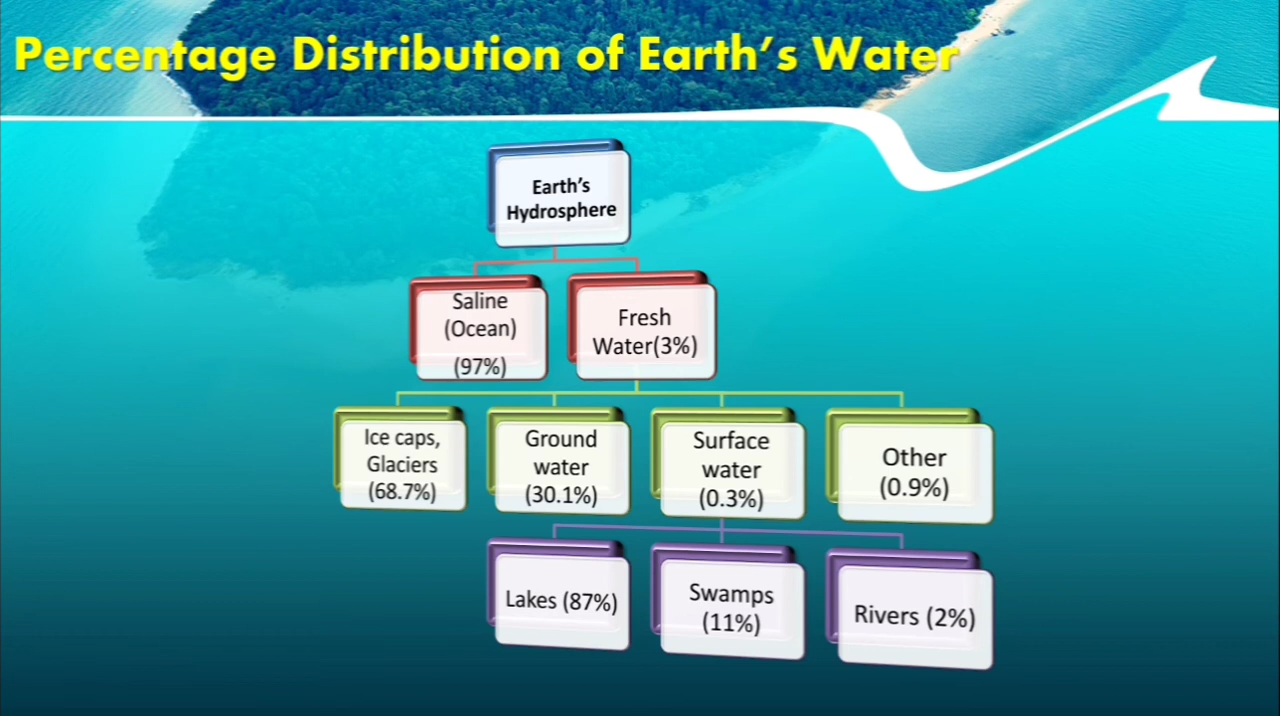 Percentage Distribution of Earth’s Water
Earth’s
Hydrosphere
Saline
(Ocean)
(97%)
Fresh
Water(3%)
Ice caps,
Glaciers
(68.7%)
Ground
water
(30.1%)
Surface
water
(0.3%)
Other
(0.9%)
Lakes (87%)
Swamps
(11%)
Rivers (2%)